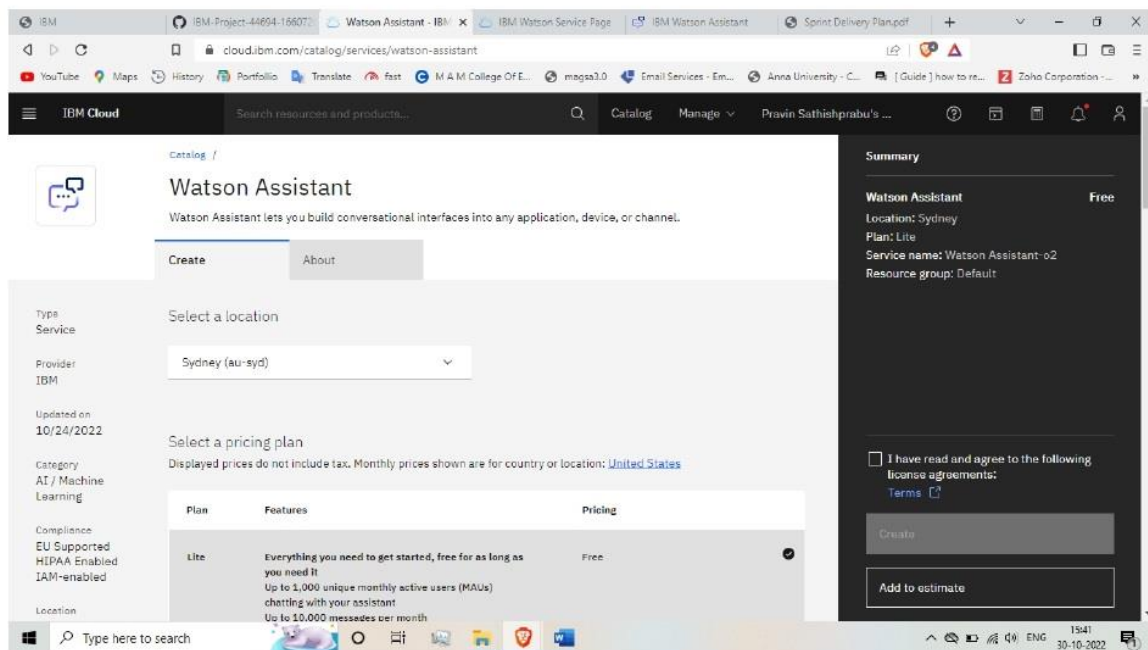 IBM
IBM-Project-44694-166072
Watson Assistant - IBM
IBM Watson Service Page
IBM Watson Assistant
Sprint Delivery Plan.pdf
cloud.ibm.com/catalog/services/watson-assistant
YouTube Maps History Portfollio Translate fast M A M College Of E... magsa3.0 Email Services - Em... Anna University - C... [Guide ] how to re... Zoho Corporation -... »
IBM Cloud Search resources and products... Catalog Manage Pravin Sathishprabu's ...
Catalog /
Watson Assistant
Watson Assistant lets you build conversational interfaces into any application, device, or channel.
Create About
Type
Service
Provider
IBM
Updated on
10/24/2022
Category
AI / Machine
Learning
Compliance
EU Supported
HIPAA Enabled
IAM-enabled
Location
Select a location
Sydney (au-syd)
Select a pricing plan
Displayed prices do not include tax. Monthly prices shown are for country or location: United States
Plan Features Pricing
Lite Everything you need to get started, free for as long as Free
you need it
Up to 1,000 unique monthly active users (MAUs)
chatting with your assistant
Up to 10,000 messages per month
Summary
Watson Assistant Free
Location: Sydney
Plan: Lite
Service name: Watson Assistant-o2
Resource group: Default
I have read and agree to the following
license agreements:
Terms
Create
Add to estimate
Type here to search
ENG
15:41
30-10-2022